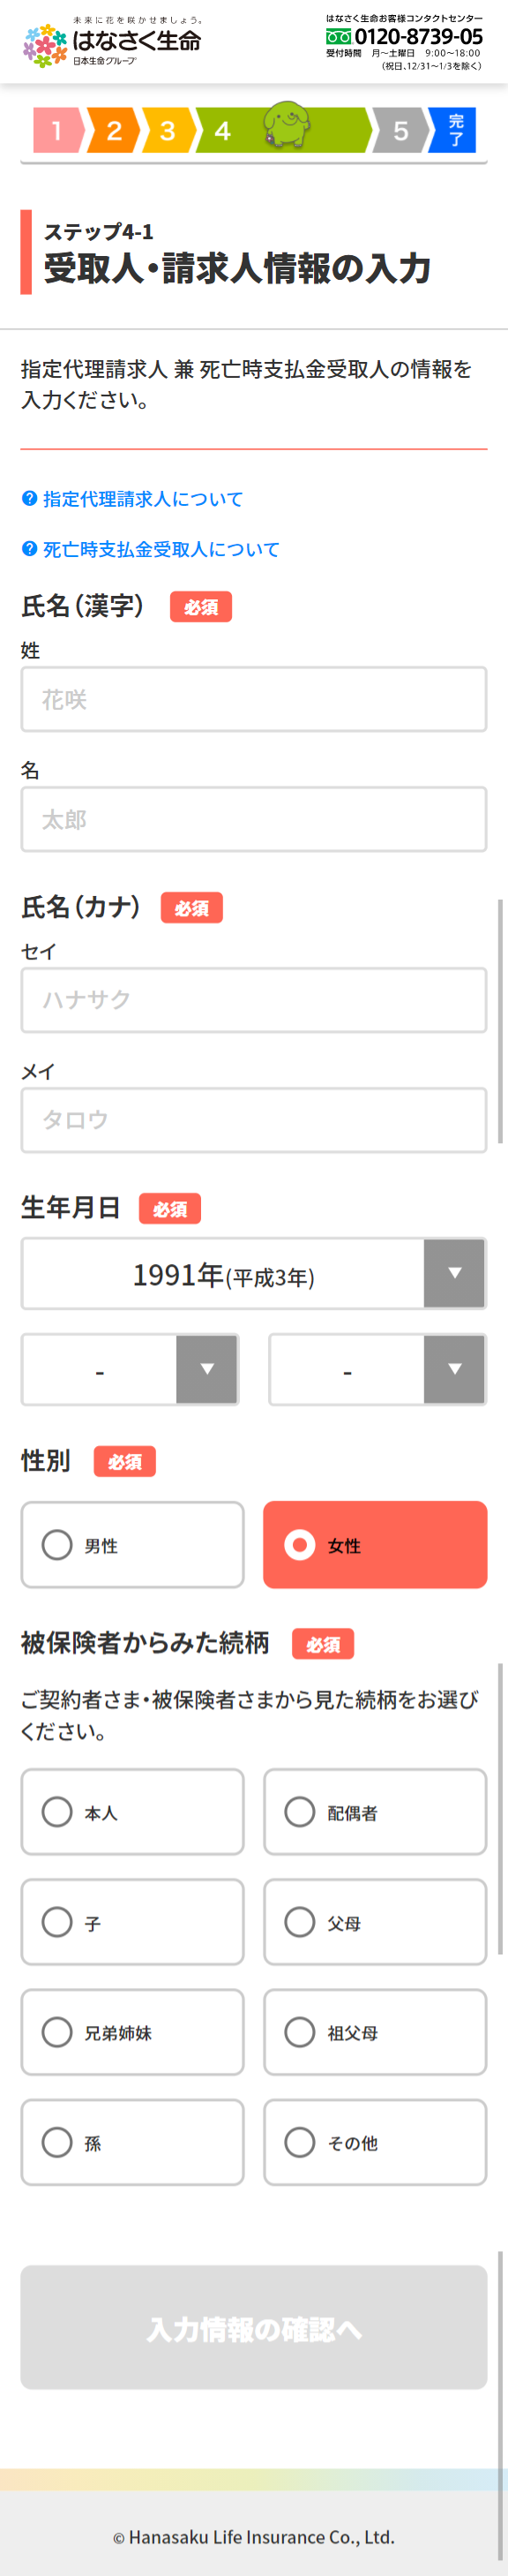 未来に花を咲かせましょう。
はなさく生命
日本生命グループ
はなさく生命お客様コンタクトセンター
0120-8739-05
受付時間 月〜土曜日 9:00〜18:00
（祝日、12/31〜1/3を除く）
1 2 3 4 5 完了
ステップ4-1
受取人・請求人情報の入力
指定代理請求人 兼 死亡時支払金受取人の情報を
入力ください。
? 指定代理請求人について
? 死亡時支払金受取人について
氏名（漢字） 必須
姓
花咲
名
太郎
氏名（カナ） 必須
セイ
ハナサク
メイ
タロウ
生年月日 必須
1991年(平成3年) ▼
- ▼ - ▼
性別 必須
男性 女性
被保険者からみた続柄 必須
ご契約者さま・被保険者さまから見た続柄をお選び
ください。
本人 配偶者
子 父母
兄弟姉妹 祖父母
孫 その他
入力情報の確認へ
© Hanasaku Life Insurance Co., Ltd.